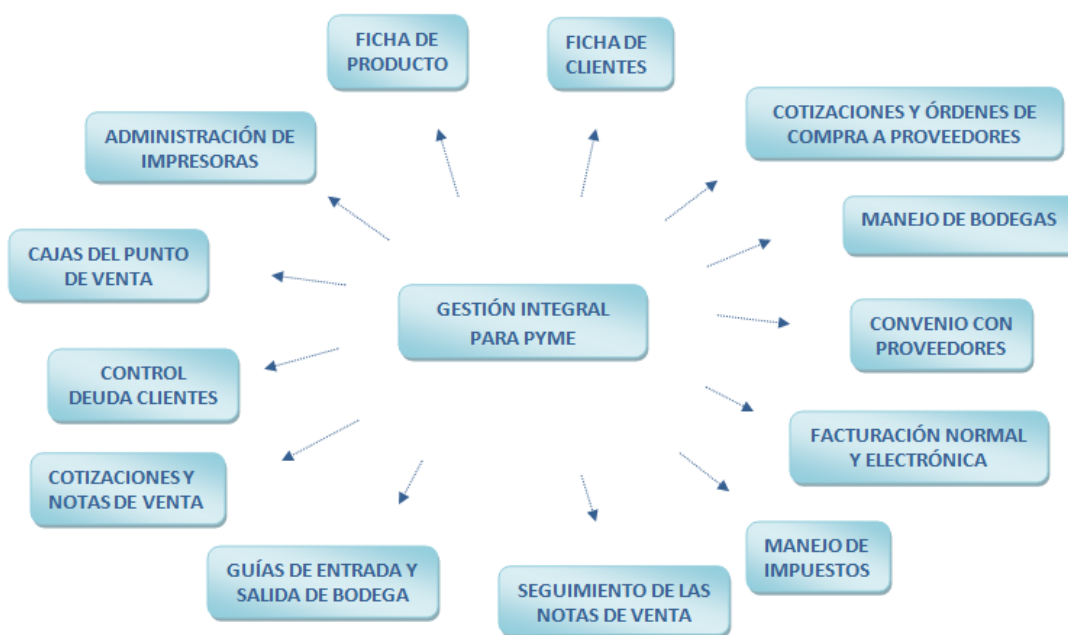 FICHA DE
PRODUCTO
FICHA DE
CLIENTES
ADMINISTRACIÓN DE
IMPRESORAS
COTIZACIONES Y ÓRDENES DE
COMPRA A PROVEEDORES
MANEJO DE BODEGAS
CAJAS DEL PUNTO
DE VENTA
GESTIÓN INTEGRAL
PARA PYME
CONVENIO CON
PROVEEDORES
CONTROL
DEUDA CLIENTES
FACTURACIÓN NORMAL
Y ELECTRÓNICA
COTIZACIONES Y
NOTAS DE VENTA
MANEJO DE
IMPUESTOS
GUÍAS DE ENTRADA Y
SALIDA DE BODEGA
SEGUIMIENTO DE LAS
NOTAS DE VENTA